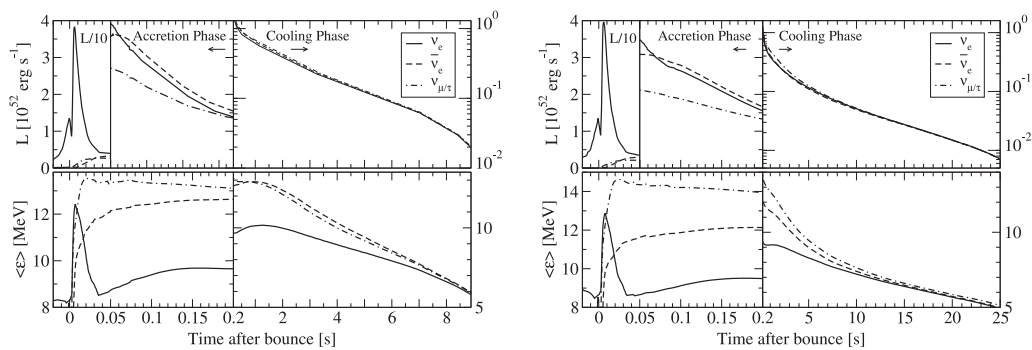 4
3
2
1
0
L [10^52 erg s^-1]
L/10
Accretion Phase
Cooling Phase
10^0
10^-1
10^-2
ν_e
ν̄_e
ν_μ/τ
12
10
8
<ε> [MeV]
10
5
0 0.05 0.1 0.15 0.2 2 4 6 8
Time after bounce [s]
4
3
2
1
0
L [10^52 erg s^-1]
L/10
Accretion Phase
Cooling Phase
10^0
10^-1
10^-2
ν_e
ν̄_e
ν_μ/τ
14
12
10
8
<ε> [MeV]
10
5
0 0.05 0.1 0.15 0.2 5 10 15 20 25
Time after bounce [s]